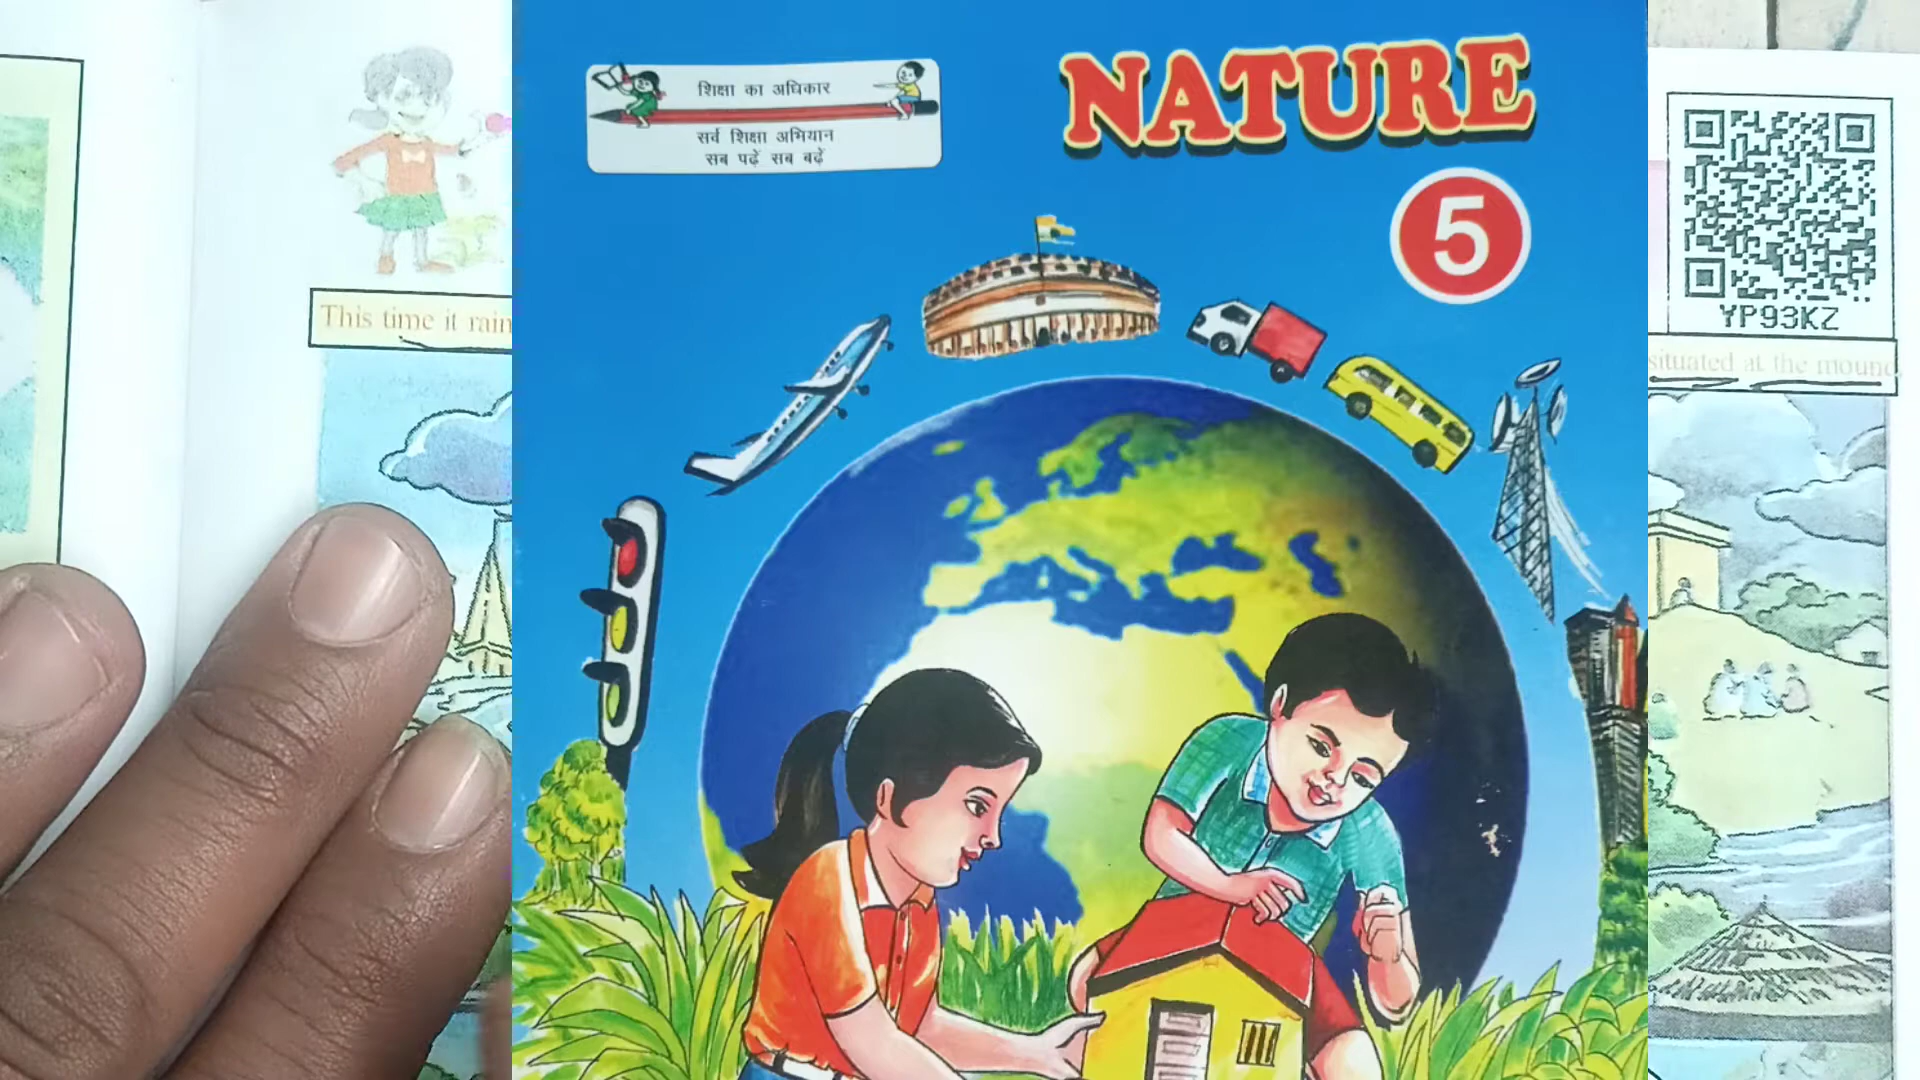 This time it rain
शिक्षा का अधिकार
सर्व शिक्षा अभियान
सब पढ़ें सब बढ़ें
NATURE
5
YP93KZ
situated at the mound